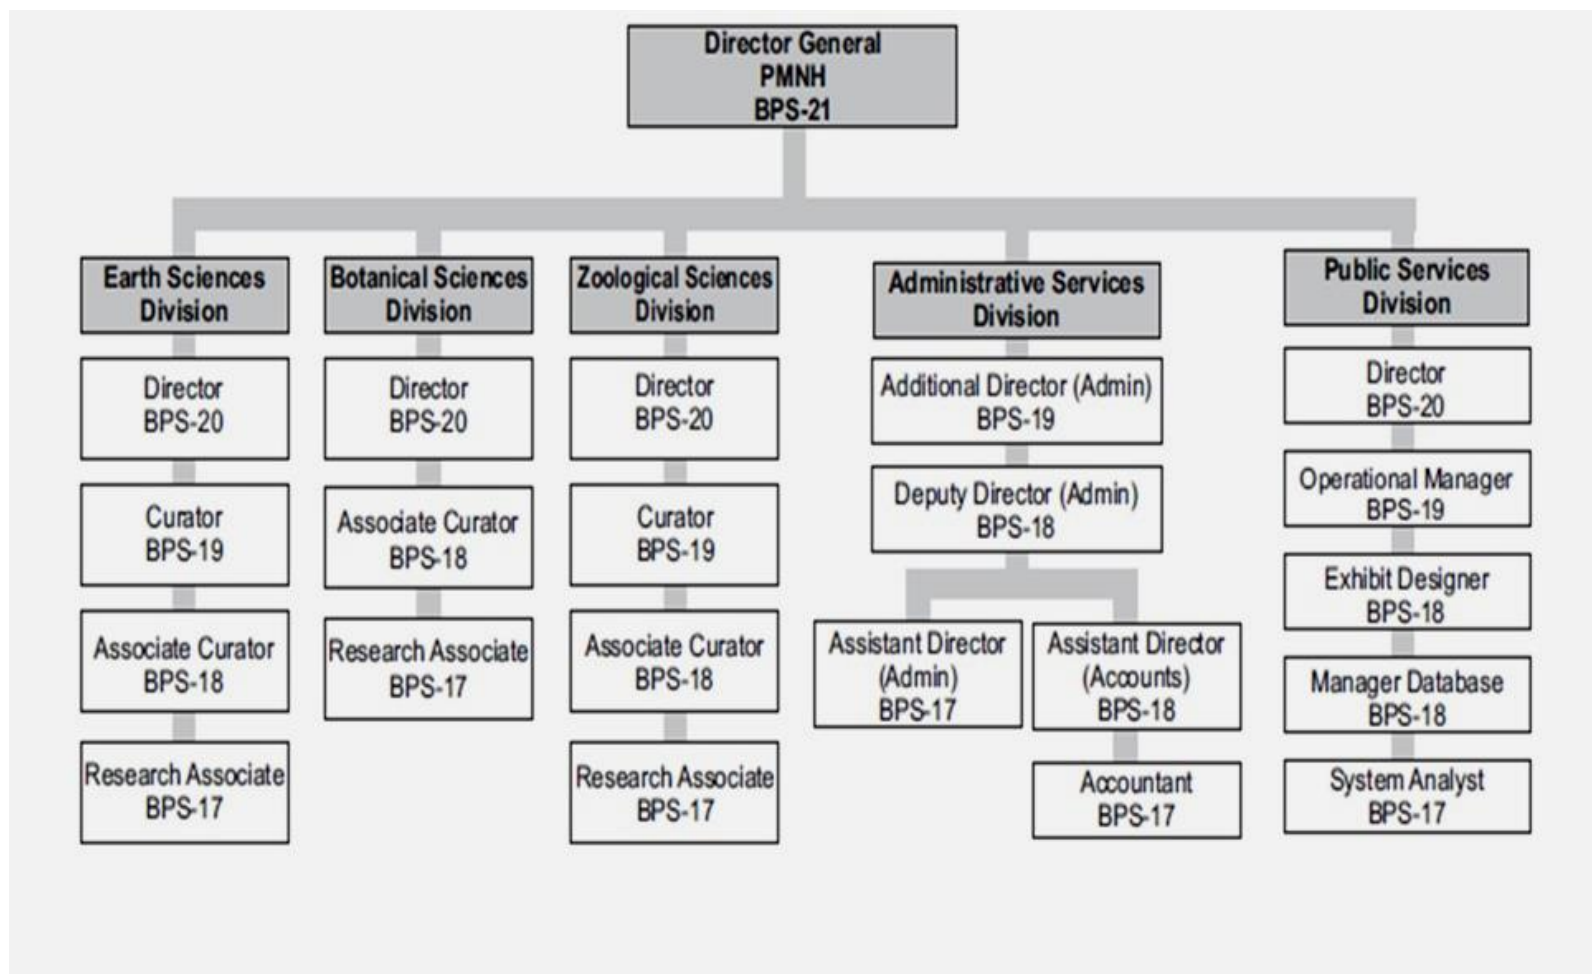 Director General
PMNH
BPS-21
Earth Sciences
Division
Director
BPS-20
Curator
BPS-19
Associate Curator
BPS-18
Research Associate
BPS-17
Botanical Sciences
Division
Director
BPS-20
Associate Curator
BPS-18
Research Associate
BPS-17
Zoological Sciences
Division
Director
BPS-20
Curator
BPS-19
Associate Curator
BPS-18
Research Associate
BPS-17
Administrative Services
Division
Additional Director (Admin)
BPS-19
Deputy Director (Admin)
BPS-18
Assistant Director
(Admin)
BPS-17
Assistant Director
(Accounts)
BPS-18
Accountant
BPS-17
Public Services
Division
Director
BPS-20
Operational Manager
BPS-19
Exhibit Designer
BPS-18
Manager Database
BPS-18
System Analyst
BPS-17